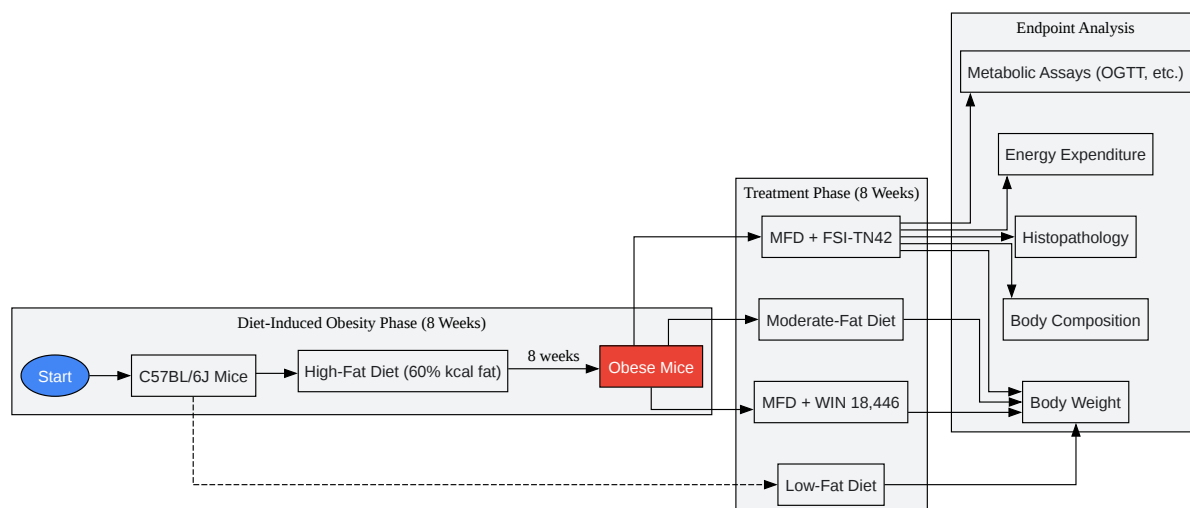 Endpoint Analysis
Metabolic Assays (OGTT, etc.)
Energy Expenditure
Treatment Phase (8 Weeks)
MFD + FSI-TN42
Histopathology
Diet-Induced Obesity Phase (8 Weeks)
Moderate-Fat Diet
Body Composition
Start
C57BL/6J Mice
High-Fat Diet (60% kcal fat)
8 weeks
Obese Mice
MFD + WIN 18,446
Body Weight
Low-Fat Diet